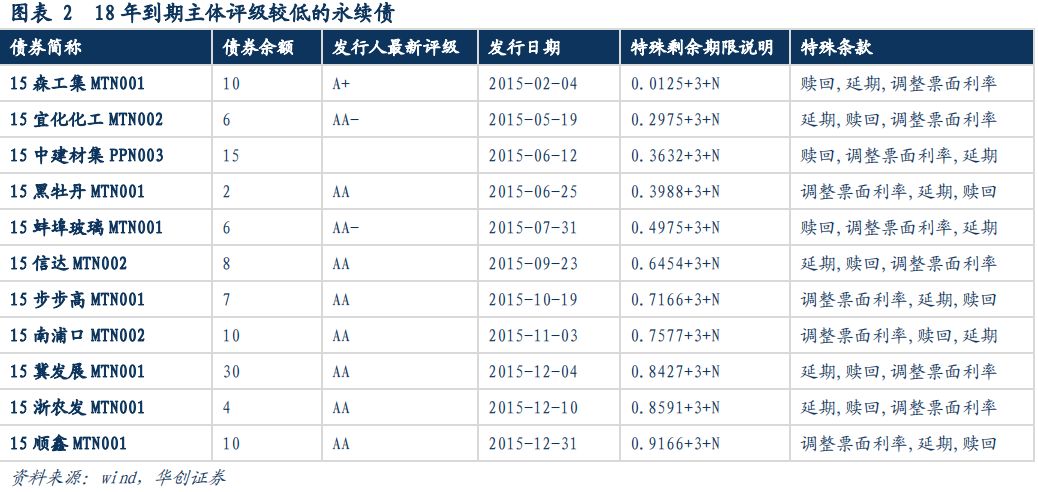 图表 2 18 年到期主体评级较低的永续债
债券简称 债券余额 发行人最新评级 发行日期 特殊剩余期限说明 特殊条款
15 森工集 MTN001 10 A+ 2015-02-04 0.0125+3+N 赎回,延期,调整票面利率
15 宜化化工 MTN002 6 AA- 2015-05-19 0.2975+3+N 延期,赎回,调整票面利率
15 中建材集 PPN003 15 2015-06-12 0.3632+3+N 赎回,调整票面利率,延期
15 黑牡丹 MTN001 2 AA 2015-06-25 0.3988+3+N 调整票面利率,延期,赎回
15 蚌埠玻璃 MTN001 6 AA- 2015-07-31 0.4975+3+N 赎回,调整票面利率,延期
15 信达 MTN002 8 AA 2015-09-23 0.6454+3+N 延期,赎回,调整票面利率
15 步步高 MTN001 7 AA 2015-10-19 0.7166+3+N 调整票面利率,延期,赎回
15 南浦口 MTN002 10 AA 2015-11-03 0.7577+3+N 调整票面利率,赎回,延期
15 冀发展 MTN001 30 AA 2015-12-04 0.8427+3+N 延期,赎回,调整票面利率
15 浙农发 MTN001 4 AA 2015-12-10 0.8591+3+N 延期,赎回,调整票面利率
15 顺鑫 MTN001 10 AA 2015-12-31 0.9166+3+N 调整票面利率,延期,赎回
资料来源：wind，华创证券